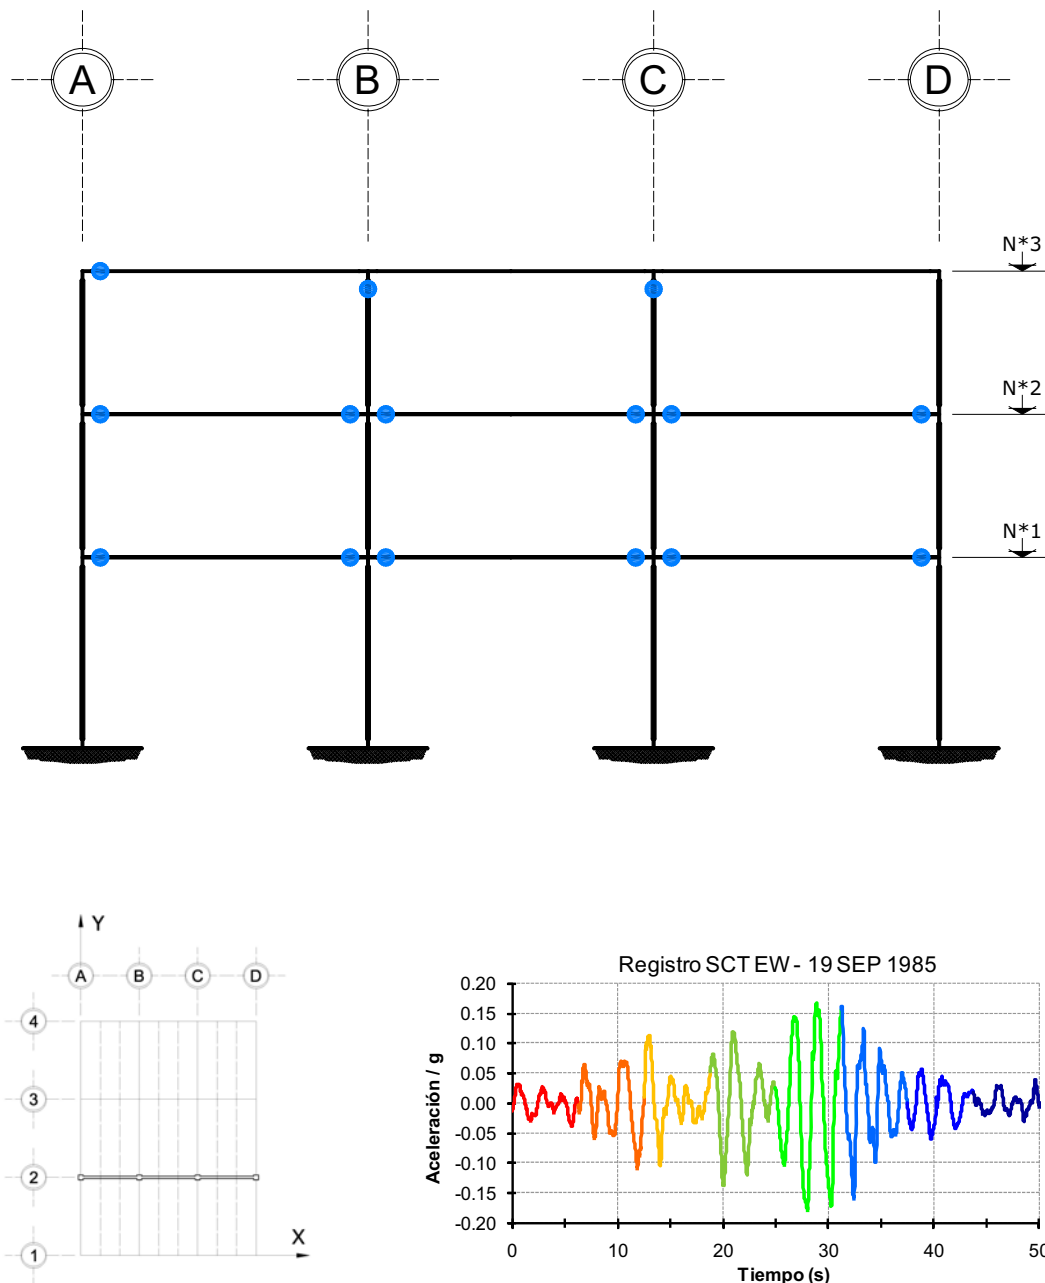 A B C D
N*3
N*2
N*1
Y
A B C D
4
3
2
1
X
Registro SCT EW - 19 SEP 1985
Aceleración / g
0.20
0.15
0.10
0.05
0.00
-0.05
-0.10
-0.15
-0.20
0 10 20 30 40 50
Tiempo (s)